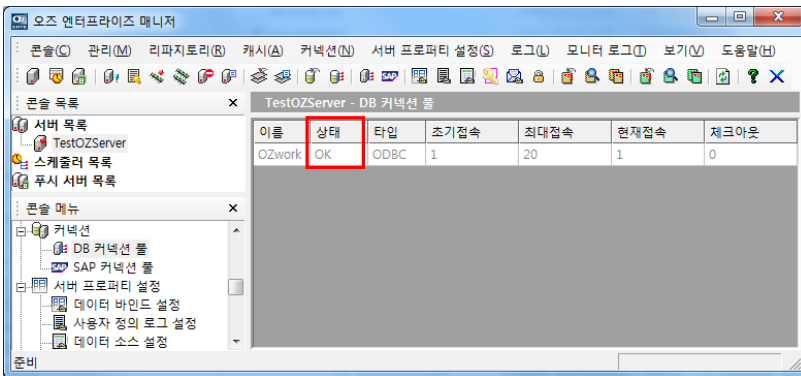 오즈 엔터프라이즈 매니저
콘솔(C) 관리(M) 리파지토리(R) 캐시(A) 커넥션(N) 서버 프로퍼티 설정(S) 로그(L) 모니터 로그(T) 보기(V) 도움말(H)
콘솔 목록
서버 목록
TestOZServer
스케줄러 목록
푸시 서버 목록
콘솔 메뉴
커넥션
DB 커넥션 풀
SAP 커넥션 풀
서버 프로퍼티 설정
데이터 바인드 설정
사용자 정의 로그 설정
데이터 소스 설정
TestOZServer - DB 커넥션 풀
이름 상태 타입 초기접속 최대접속 현재접속 체크아웃
OZwork OK ODBC 1 20 1 0
준비